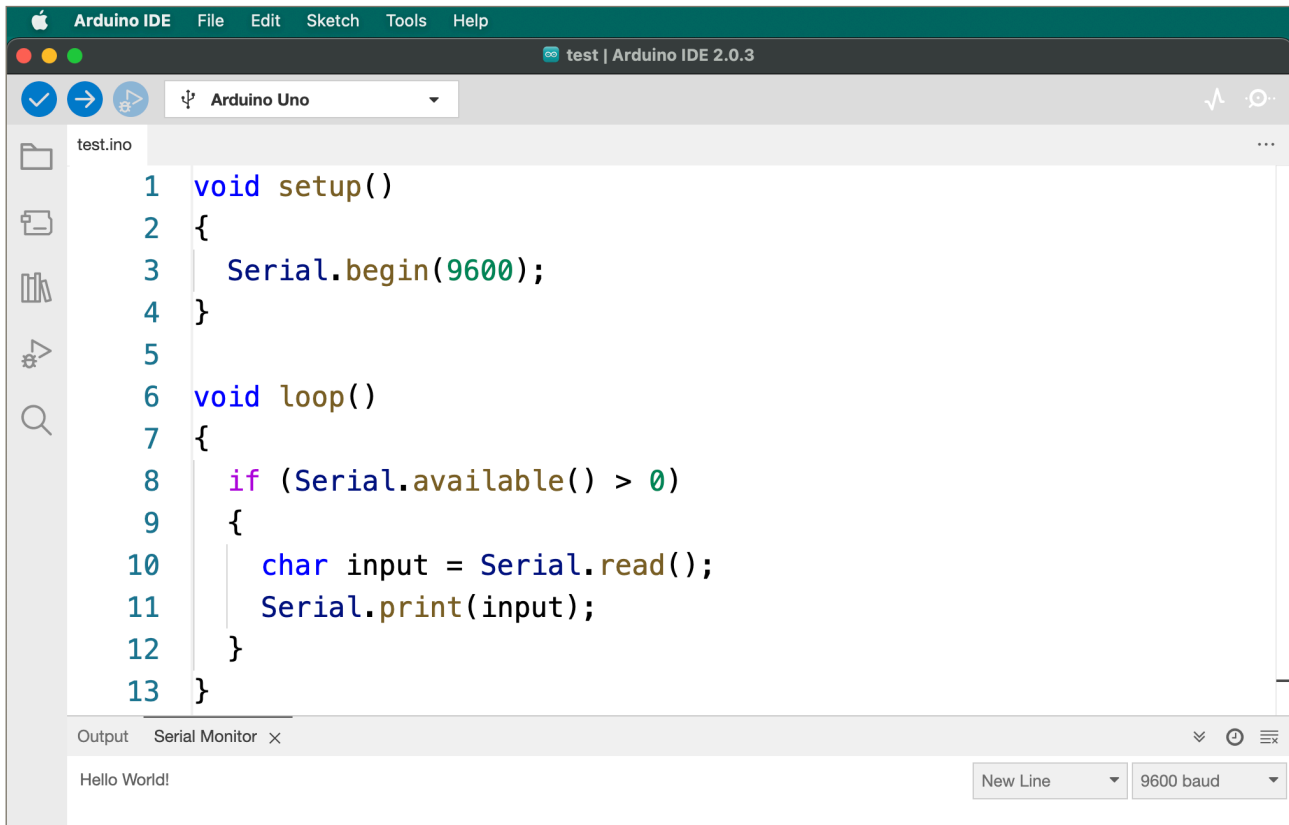 Arduino IDE File Edit Sketch Tools Help
test | Arduino IDE 2.0.3
Arduino Uno
test.ino
1 void setup()
2 {
3   Serial.begin(9600);
4 }
5
6 void loop()
7 {
8   if (Serial.available() > 0)
9   {
10     char input = Serial.read();
11     Serial.print(input);
12   }
13 }
Output Serial Monitor
Hello World! New Line 9600 baud